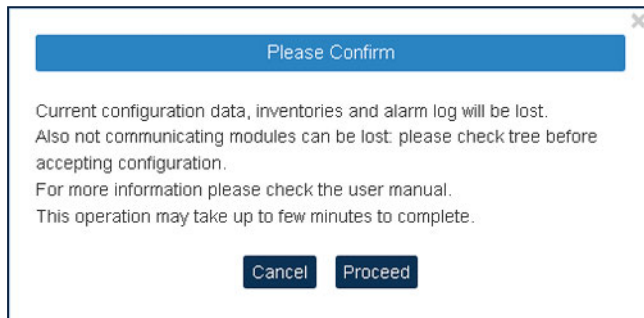 Please Confirm
Current configuration data, inventories and alarm log will be lost.
Also not communicating modules can be lost: please check tree before
accepting configuration.
For more information please check the user manual.
This operation may take up to few minutes to complete.
Cancel Proceed